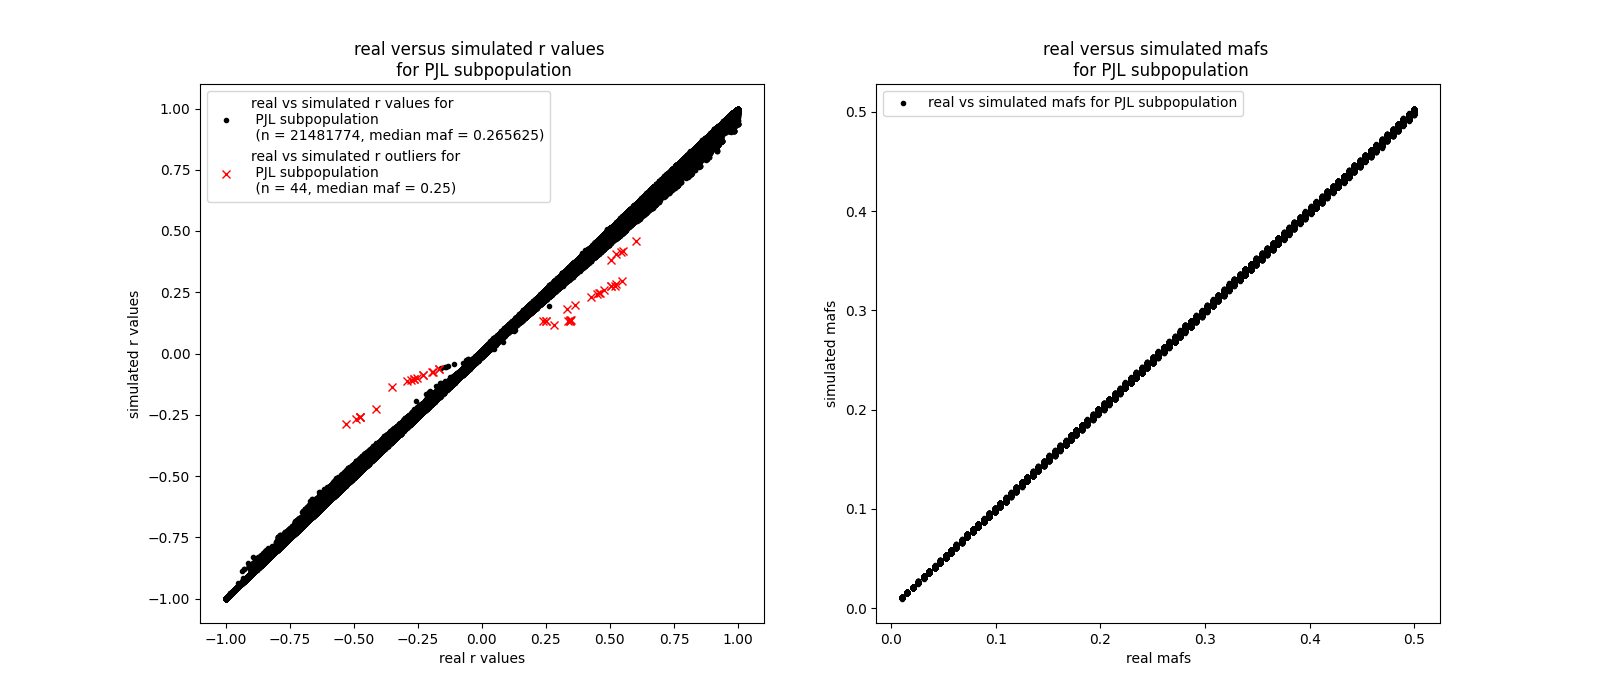 real versus simulated r values
for PJL subpopulation
real vs simulated r values for
PJL subpopulation
(n = 21481774, median maf = 0.265625)
real vs simulated r outliers for
PJL subpopulation
(n = 44, median maf = 0.25)
1.00
0.75
0.50
0.25
0.00
−0.25
−0.50
−0.75
−1.00
simulated r values
−1.00 −0.75 −0.50 −0.25 0.00 0.25 0.50 0.75 1.00
real r values
real versus simulated mafs
for PJL subpopulation
real vs simulated mafs for PJL subpopulation
0.5
0.4
0.3
0.2
0.1
0.0
simulated mafs
0.0 0.1 0.2 0.3 0.4 0.5
real mafs